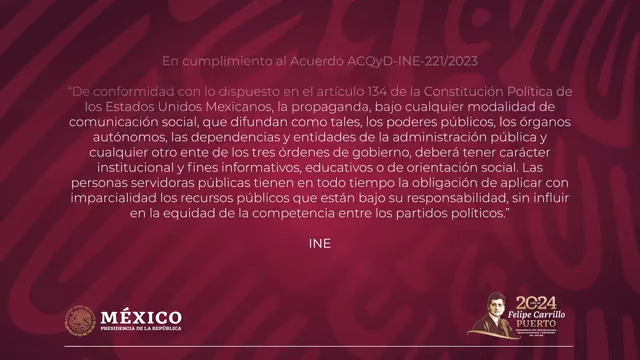 En cumplimiento al Acuerdo ACQyD-INE-221/2023
“De conformidad con lo dispuesto en el artículo 134 de la Constitución Política de
los Estados Unidos Mexicanos, la propaganda, bajo cualquier modalidad de
comunicación social, que difundan como tales, los poderes públicos, los órganos
autónomos, las dependencias y entidades de la administración pública y
cualquier otro ente de los tres órdenes de gobierno, deberá tener carácter
institucional y fines informativos, educativos o de orientación social. Las
personas servidoras públicas tienen en todo tiempo la obligación de aplicar con
imparcialidad los recursos públicos que están bajo su responsabilidad, sin influir
en la equidad de la competencia entre los partidos políticos.”
INE
MÉXICO
PRESIDENCIA DE LA REPÚBLICA
2024
Felipe Carrillo
PUERTO